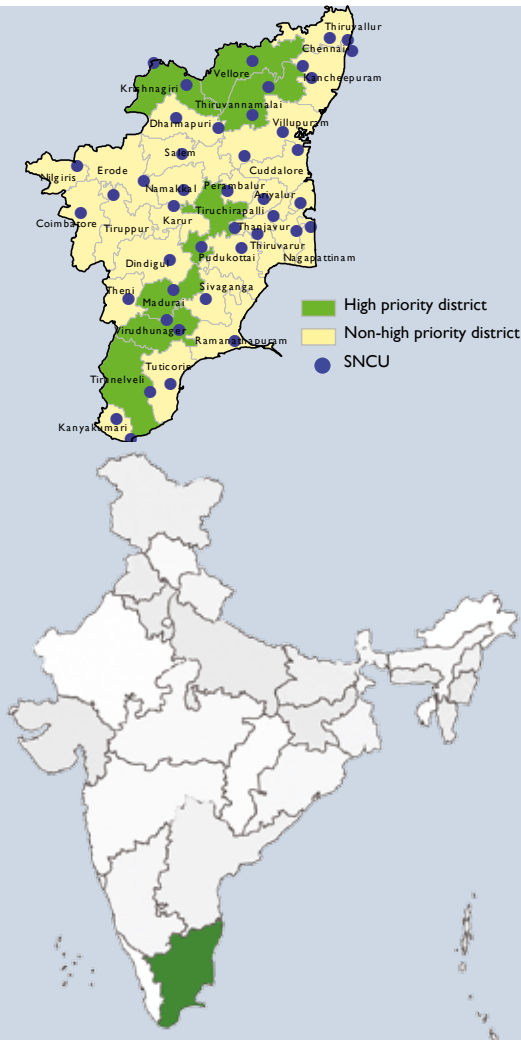 Thiruvallur
Chennai
Vellore
Kancheepuram
Krishnagiri
Thiruvannamalai
Dharmapuri
Villupuram
Salem
Erode
Cuddalore
Nilgiris
Namakkal
Perambalur
Ariyalur
Tiruchirapalli
Coimbatore
Karur
Tiruppur
Thanjavur
Thiruvarur
Pudukottai
Nagapattinam
Dindigul
Theni
Sivaganga
Madurai
High priority district
Virudhunager
Non-high priority district
Ramanathapuram
SNCU
Tuticorin
Tirunelveli
Kanyakumari